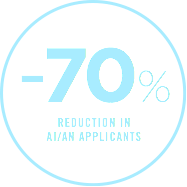 -70%
REDUCTION IN
AI/AN APPLICANTS